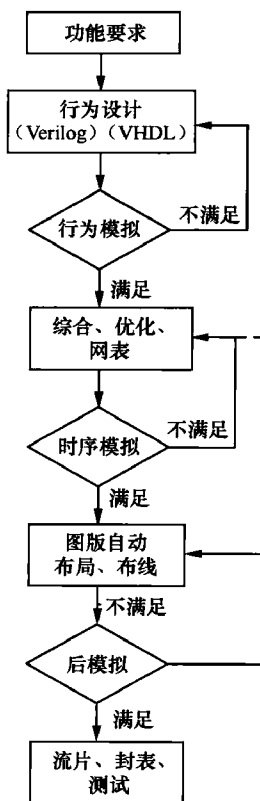 功能要求
行为设计
(Verilog)(VHDL)
行为模拟
不满足
满足
综合、优化、
网表
时序模拟
不满足
满足
图版自动
布局、布线
不满足
后模拟
满足
流片、封表、
测试